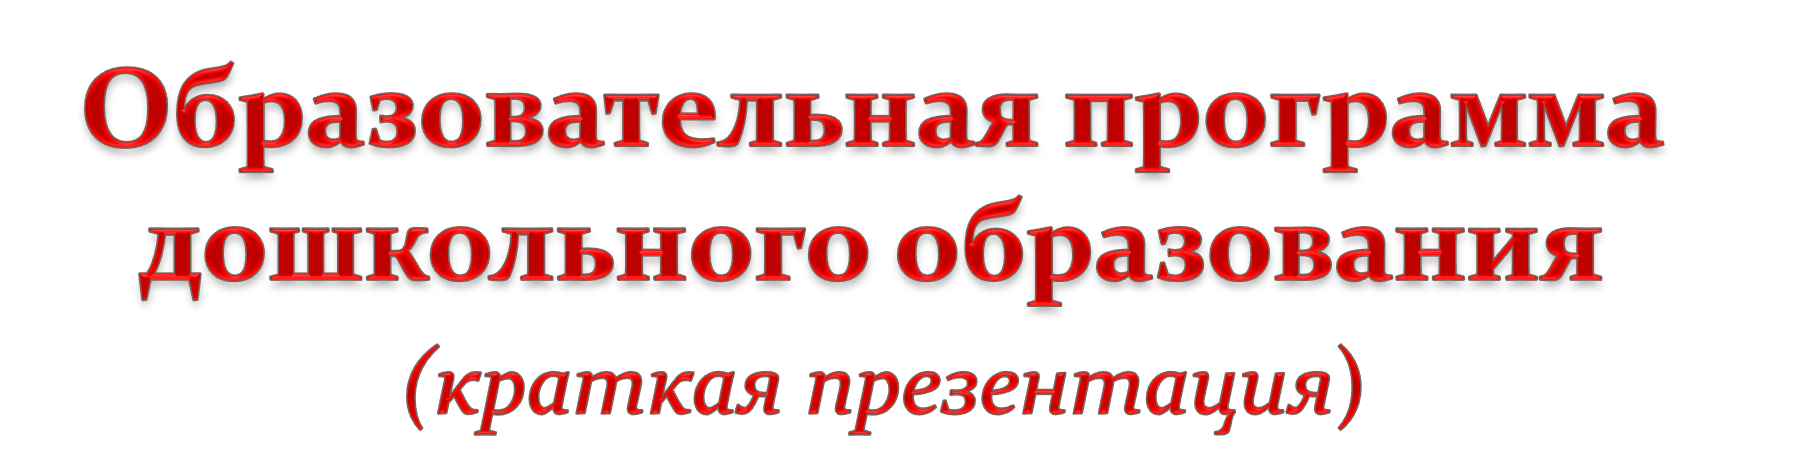 Образовательная программа
дошкольного образования
(краткая презентация)